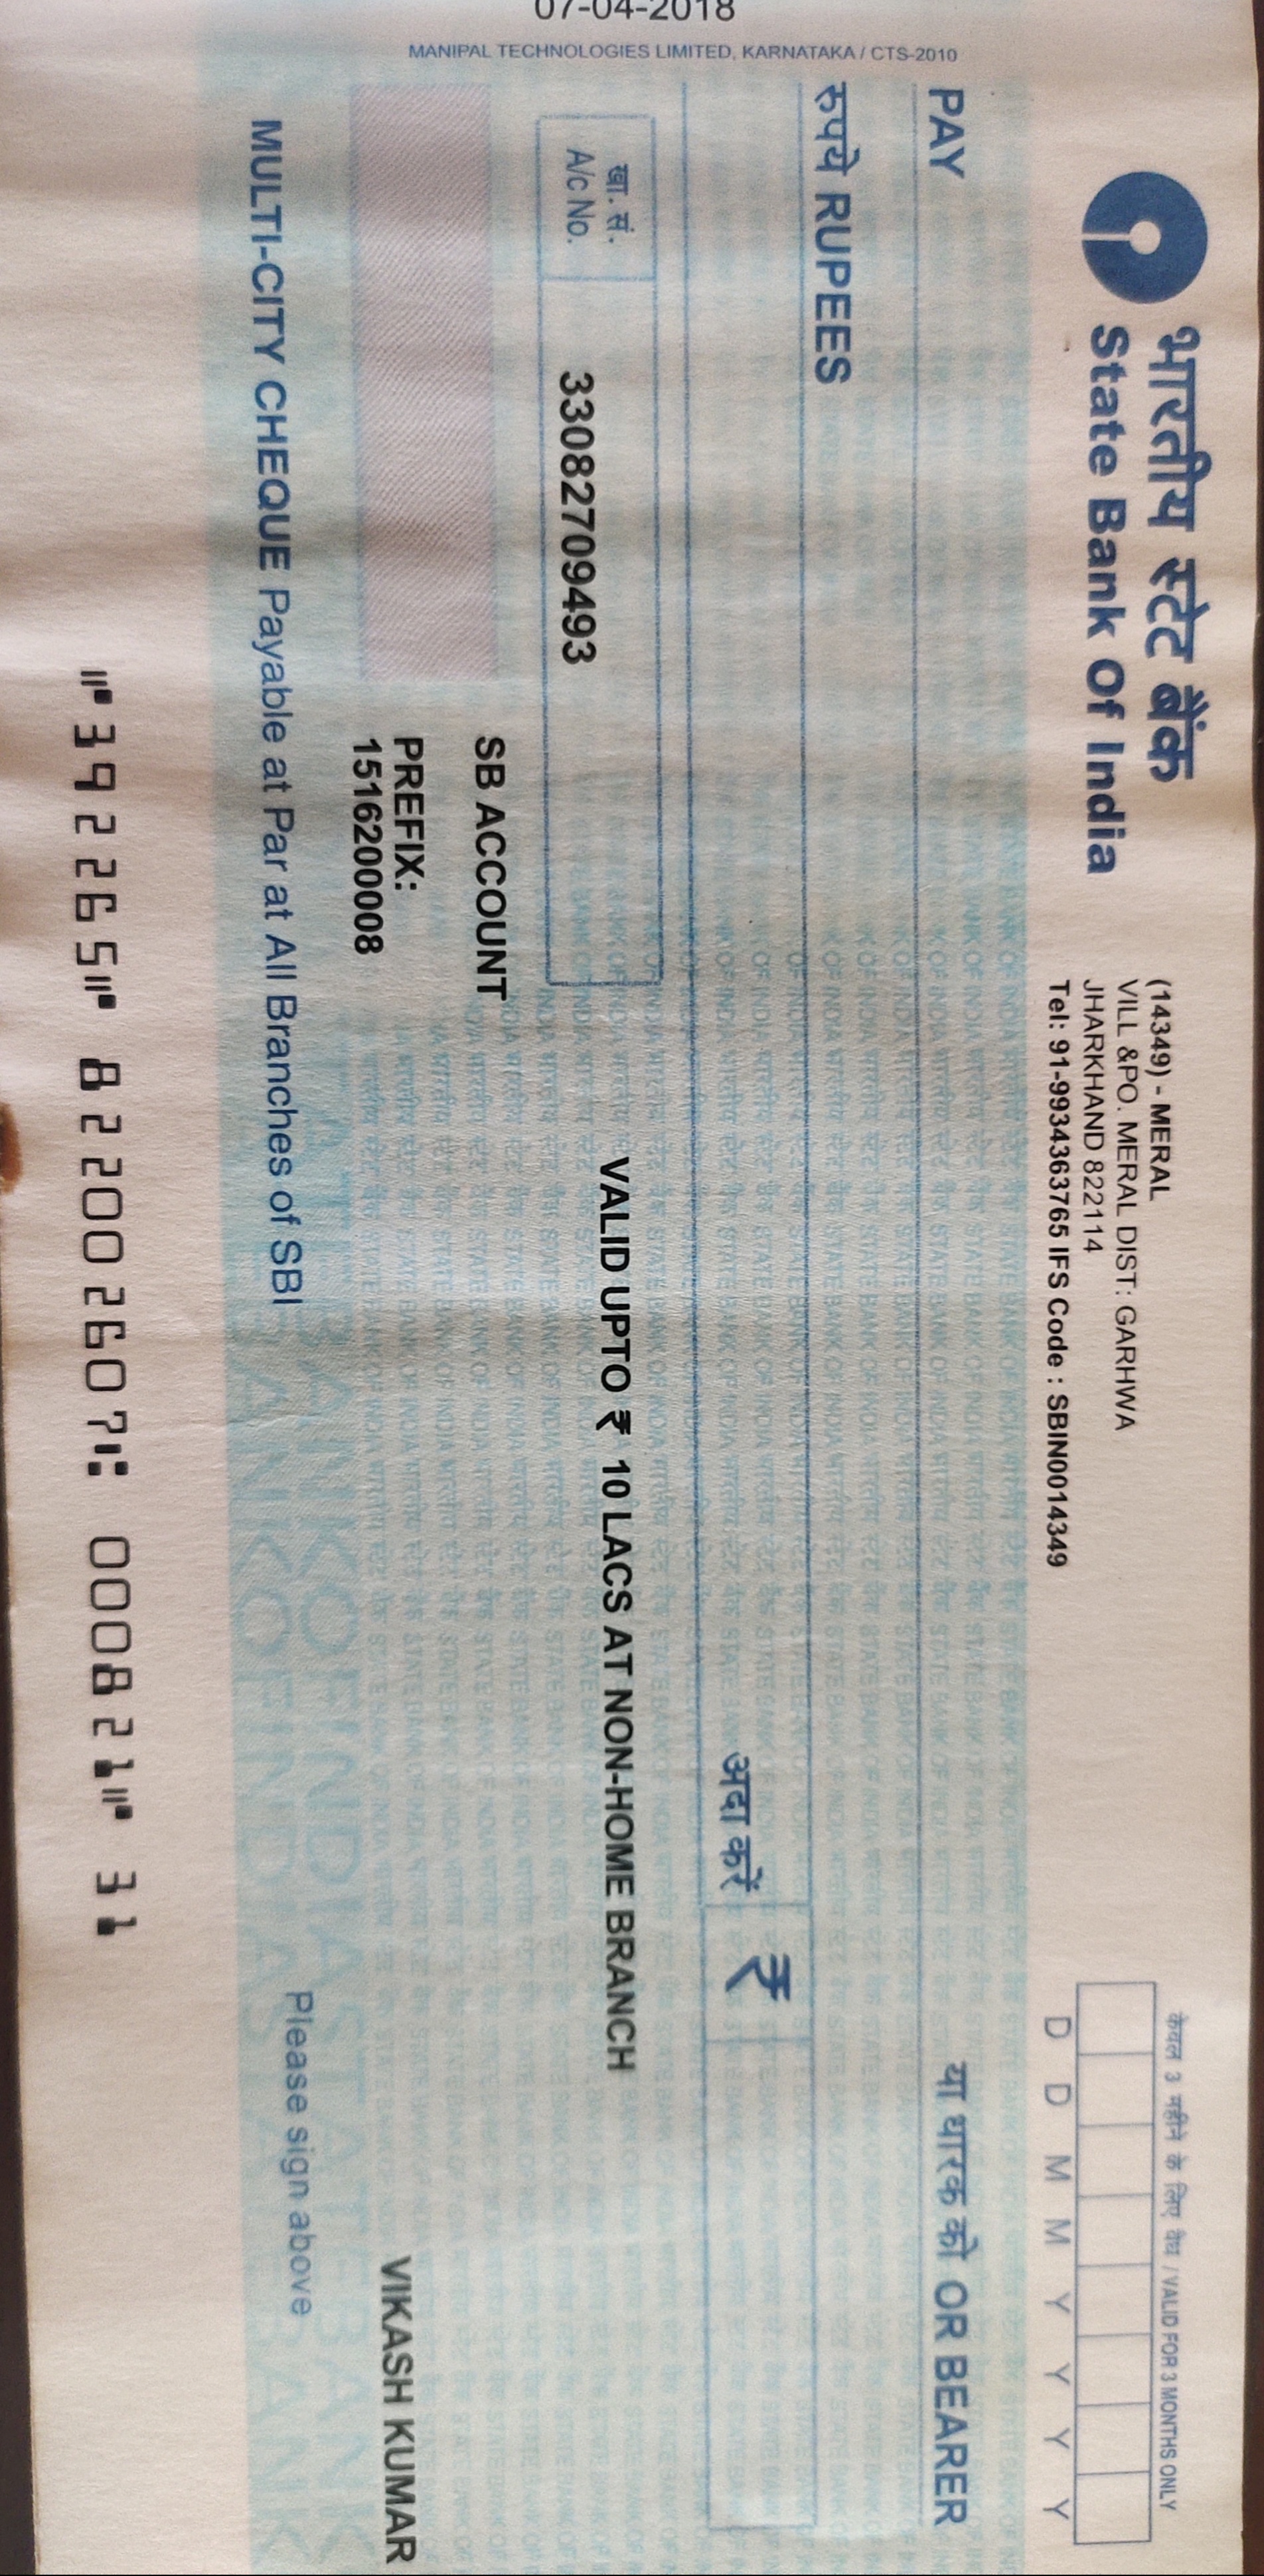 भारतीय स्टेट बैंक
State Bank Of India
(14349) - MERAL
VILL &PO. MERAL DIST: GARHWA
JHARKHAND 822114
Tel: 91-9934363765 IFS Code : SBIN0014349
केवल 3 महीने के लिए वैध / VALID FOR 3 MONTHS ONLY
D D M M Y Y Y Y
PAY
या धारक को OR BEARER
रुपये RUPEES
अदा करें ₹
खा. सं.
A/c No.
33082709493
VALID UPTO ₹ 10 LACS AT NON-HOME BRANCH
SB ACCOUNT
PREFIX:
1516200008
VIKASH KUMAR
MULTI-CITY CHEQUE Payable at Par at All Branches of SBI
Please sign above
⑈392265⑈ 822002607⑆ 000821⑈ 31
07-04-2018
MANIPAL TECHNOLOGIES LIMITED, KARNATAKA / CTS-2010